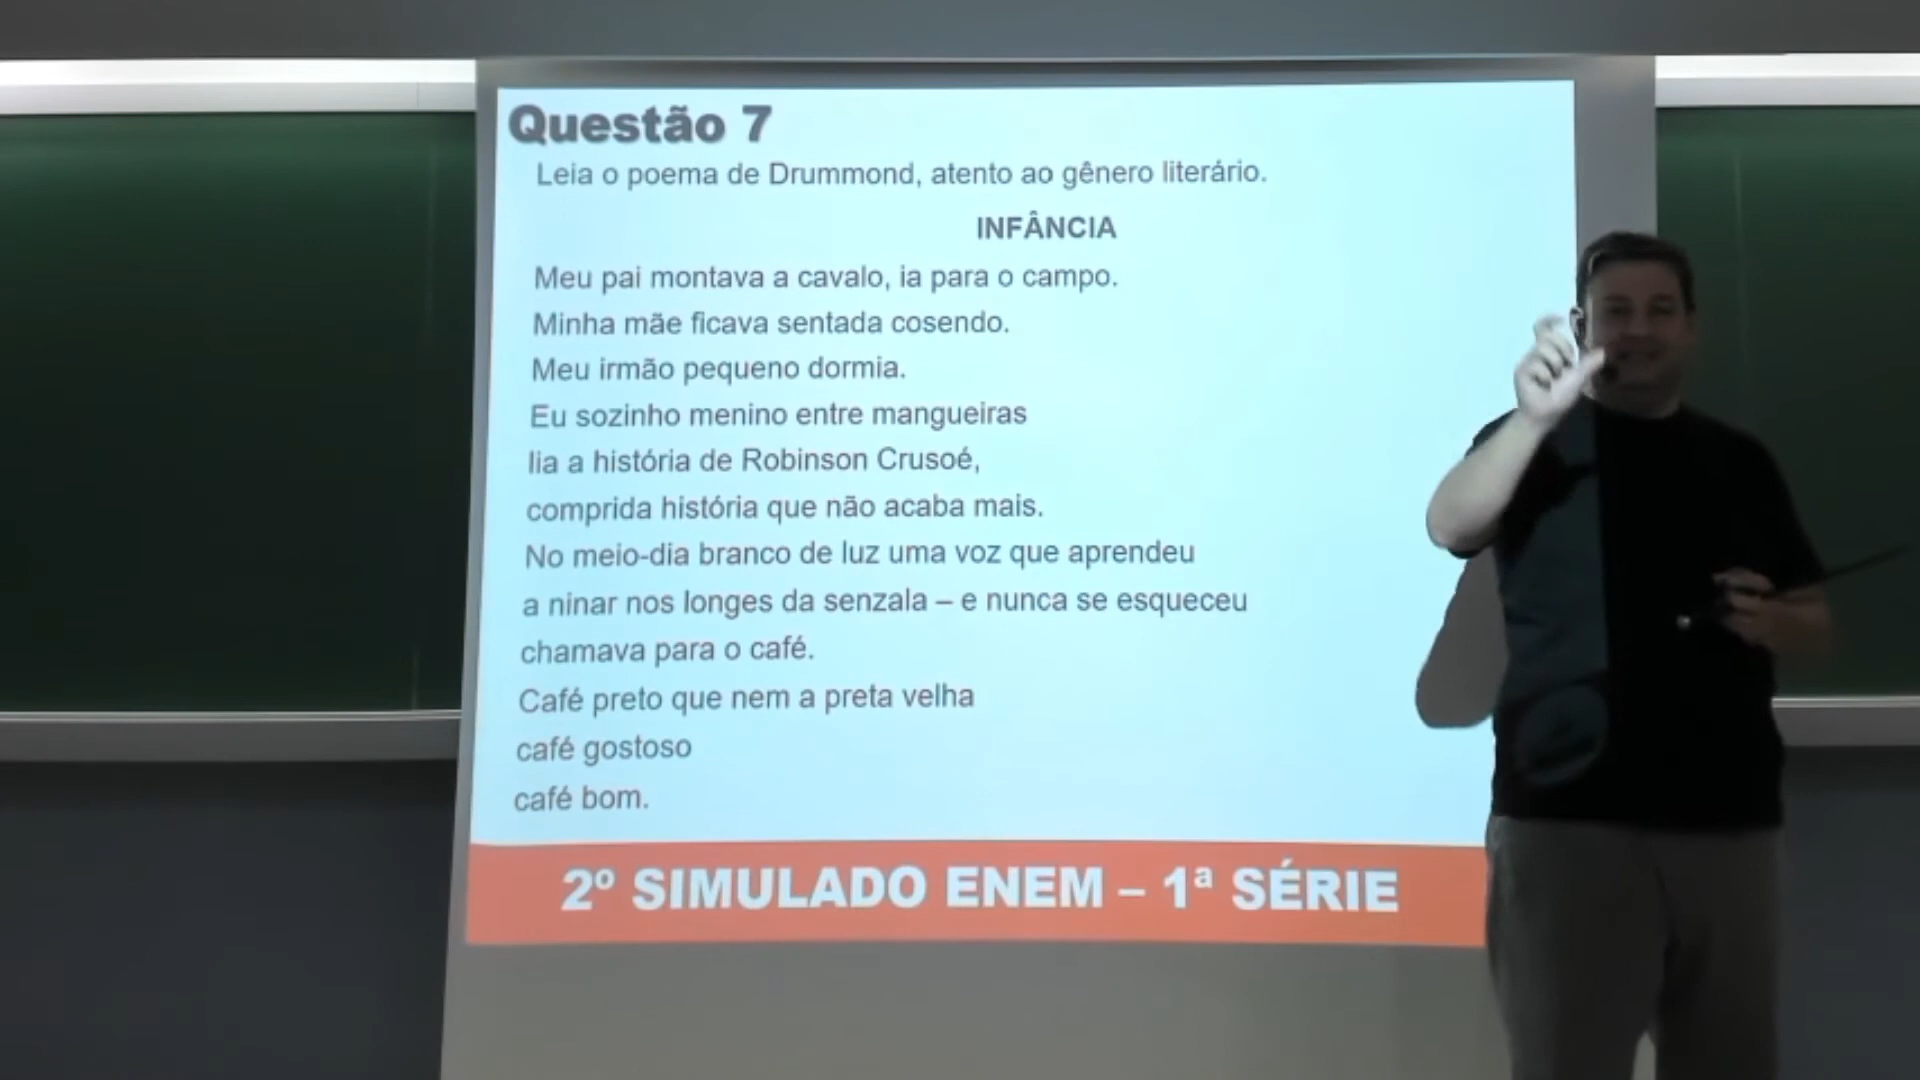 Questão 7
Leia o poema de Drummond, atento ao gênero literário.
INFÂNCIA
Meu pai montava a cavalo, ia para o campo.
Minha mãe ficava sentada cosendo.
Meu irmão pequeno dormia.
Eu sozinho menino entre mangueiras
lia a história de Robinson Crusoé,
comprida história que não acaba mais.
No meio-dia branco de luz uma voz que aprendeu
a ninar nos longes da senzala – e nunca se esqueceu
chamava para o café.
Café preto que nem a preta velha
café gostoso
café bom.
2º SIMULADO ENEM – 1ª SÉRIE